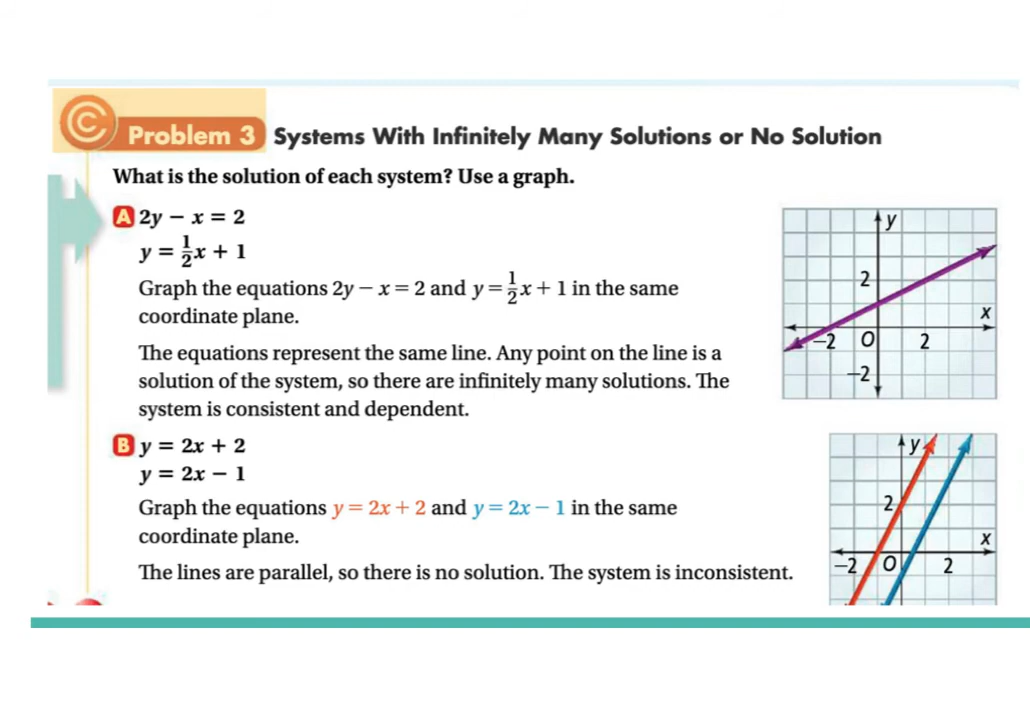 © Problem 3 Systems With Infinitely Many Solutions or No Solution
What is the solution of each system? Use a graph.
A 2y − x = 2
y = 1/2x + 1
Graph the equations 2y − x = 2 and y = 1/2x + 1 in the same
coordinate plane.
The equations represent the same line. Any point on the line is a
solution of the system, so there are infinitely many solutions. The
system is consistent and dependent.
y
2
x
−2 O 2
−2
B y = 2x + 2
y = 2x − 1
Graph the equations y = 2x + 2 and y = 2x − 1 in the same
coordinate plane.
The lines are parallel, so there is no solution. The system is inconsistent.
y
2
x
−2 O 2